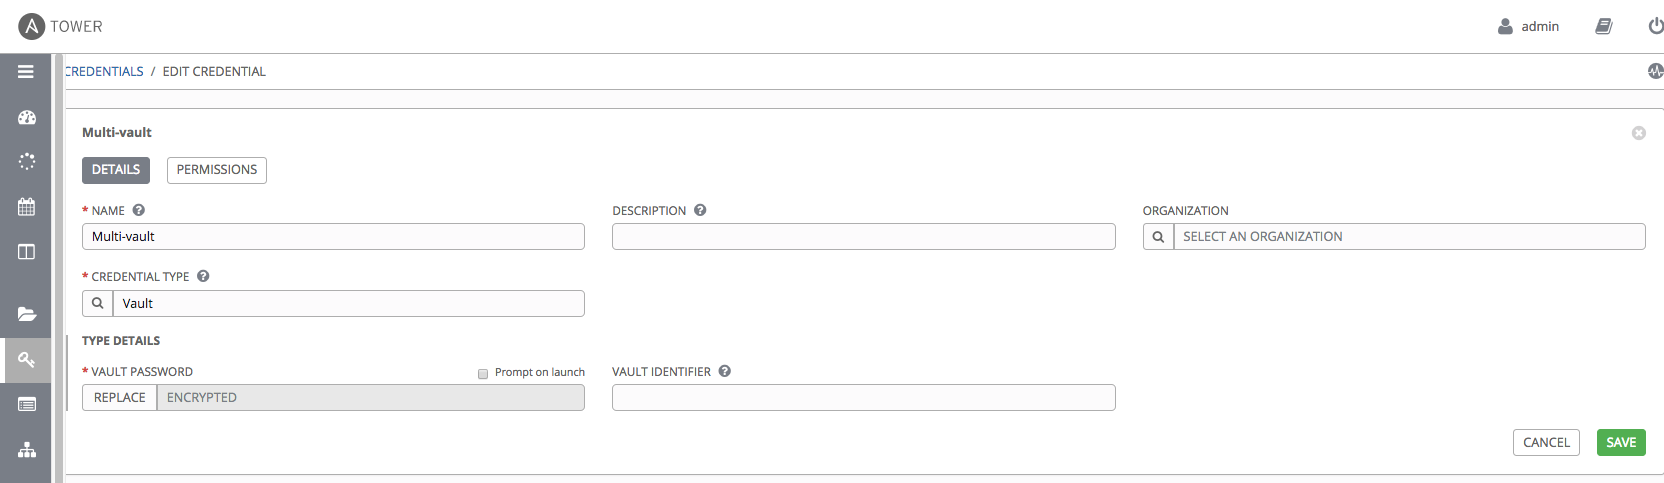 A TOWER admin
CREDENTIALS / EDIT CREDENTIAL
Multi-vault
DETAILS PERMISSIONS
* NAME ? DESCRIPTION ? ORGANIZATION
Multi-vault SELECT AN ORGANIZATION
* CREDENTIAL TYPE ?
Vault
TYPE DETAILS
* VAULT PASSWORD Prompt on launch VAULT IDENTIFIER ?
REPLACE ENCRYPTED
CANCEL SAVE